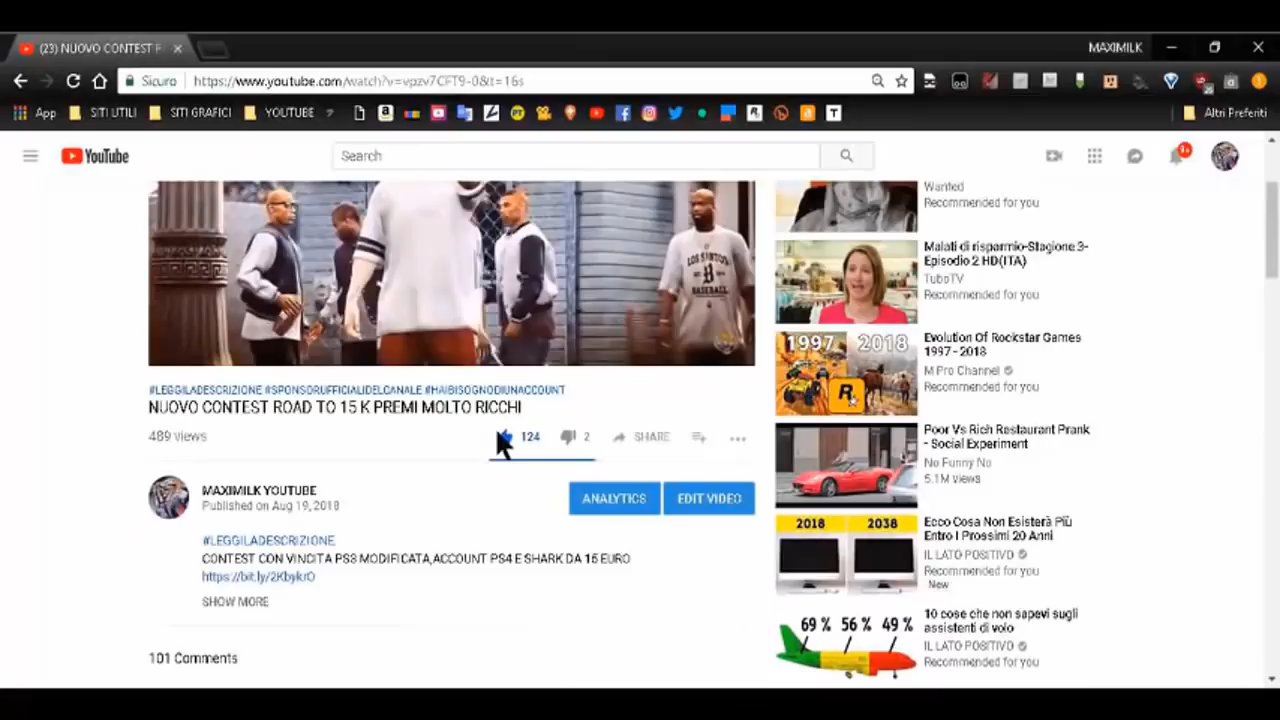 (23) NUOVO CONTEST R
MAXIMILK
Sicuro
https://www.youtube.com/watch?v=vpzv7CFT9-0&t=16s
App
SITI UTILI
SITI GRAFICI
YOUTUBE
Altri Preferiti
YouTube
Search
9+
LOS SANTOS
B
BASEBALL
Wanted
Recommended for you
Malati di risparmio-Stagione 3-
Episodio 2 HD(ITA)
TuboTV
Recommended for you
1997 2018
R
Evolution Of Rockstar Games
1997 - 2018
M Pro Channel
Recommended for you
#LEGGILADESCRIZIONE #SPONSORUFFICIALIDELCANALE #HAIBISOGNODIUNACCOUNT
NUOVO CONTEST ROAD TO 15 K PREMI MOLTO RICCHI
489 views
124
2
SHARE
Poor Vs Rich Restaurant Prank
- Social Experiment
No Funny No
5.1M views
MAXIMILK YOUTUBE
Published on Aug 19, 2018
ANALYTICS
EDIT VIDEO
#LEGGILADESCRIZIONE
CONTEST CON VINCITA PS3 MODIFICATA,ACCOUNT PS4 E SHARK DA 15 EURO
https://bit.ly/2KbykrO
SHOW MORE
2018 2038
Ecco Cosa Non Esisterà Più
Entro I Prossimi 20 Anni
IL LATO POSITIVO
Recommended for you
New
69 % 56 % 49 %
10 cose che non sapevi sugli
assistenti di volo
IL LATO POSITIVO
Recommended for you
101 Comments